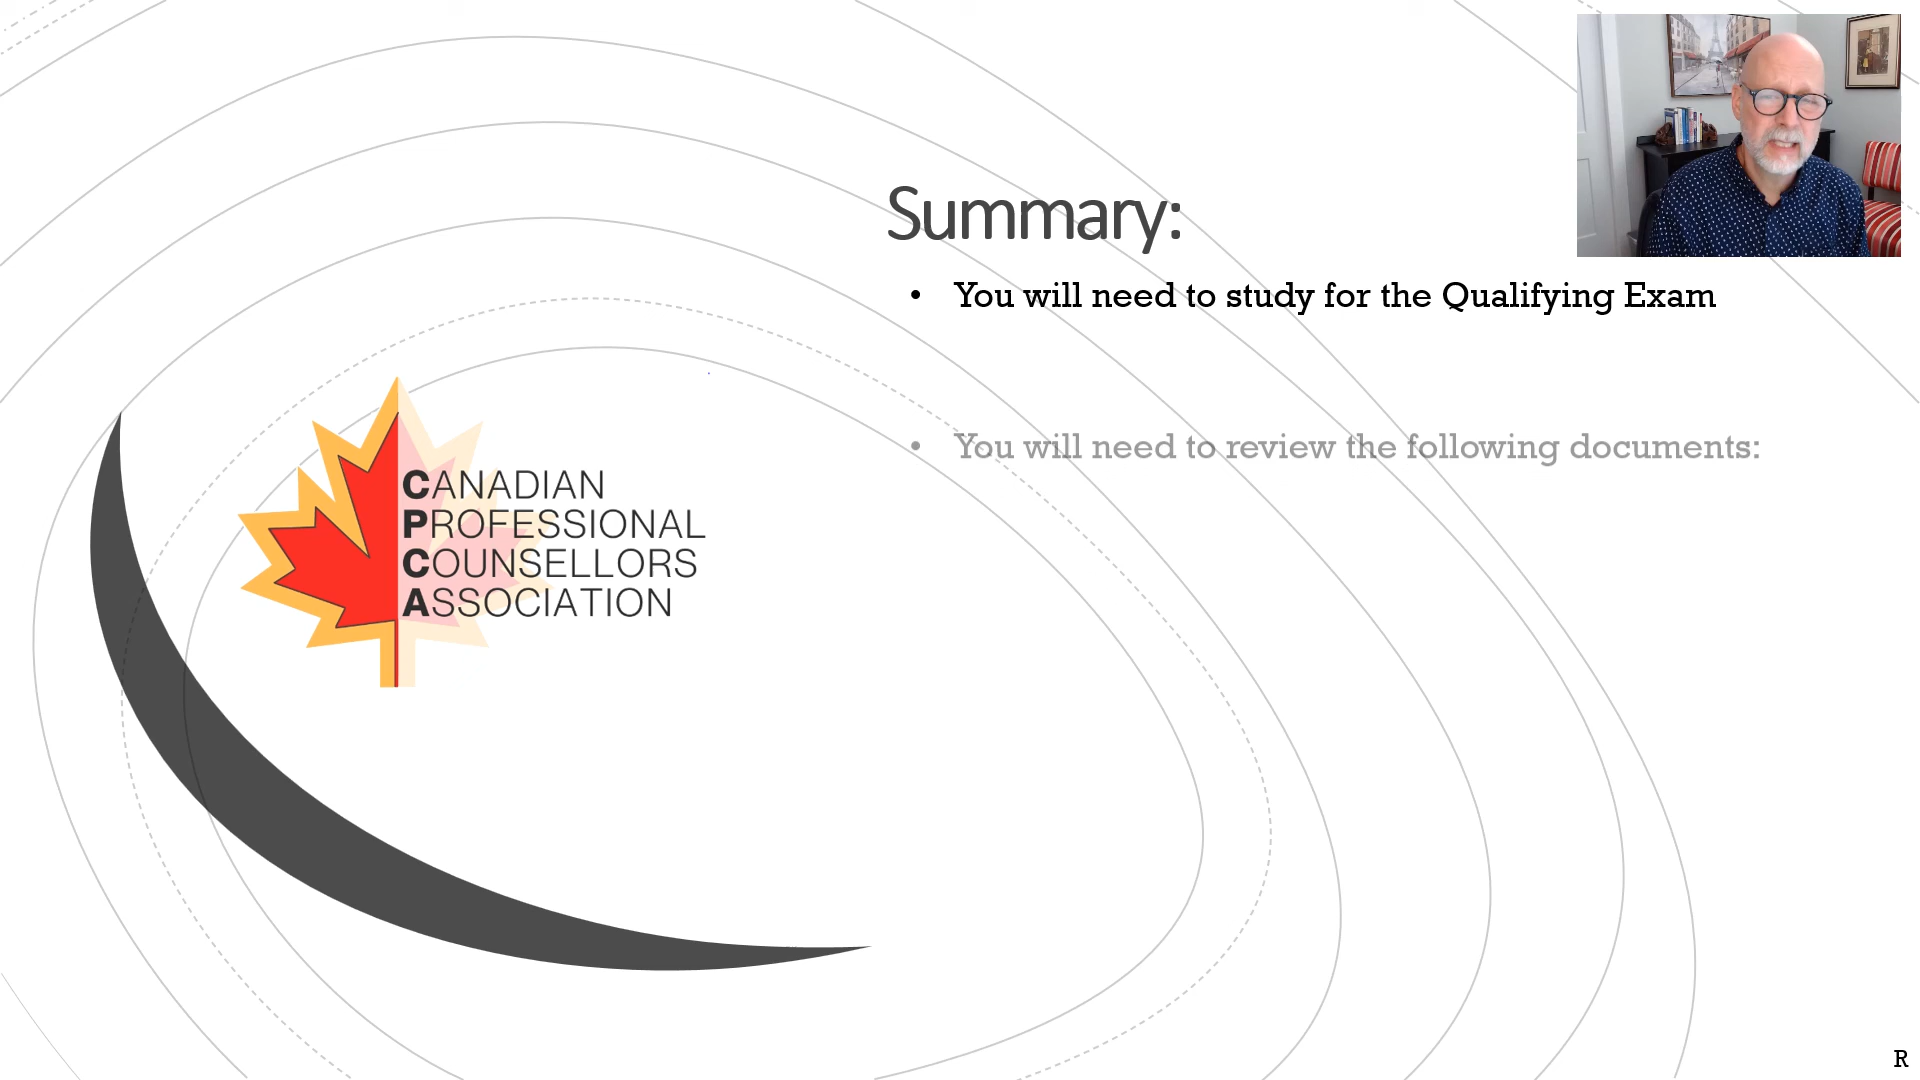 Summary:
• You will need to study for the Qualifying Exam
• You will need to review the following documents:
CANADIAN
PROFESSIONAL
COUNSELLORS
ASSOCIATION
R